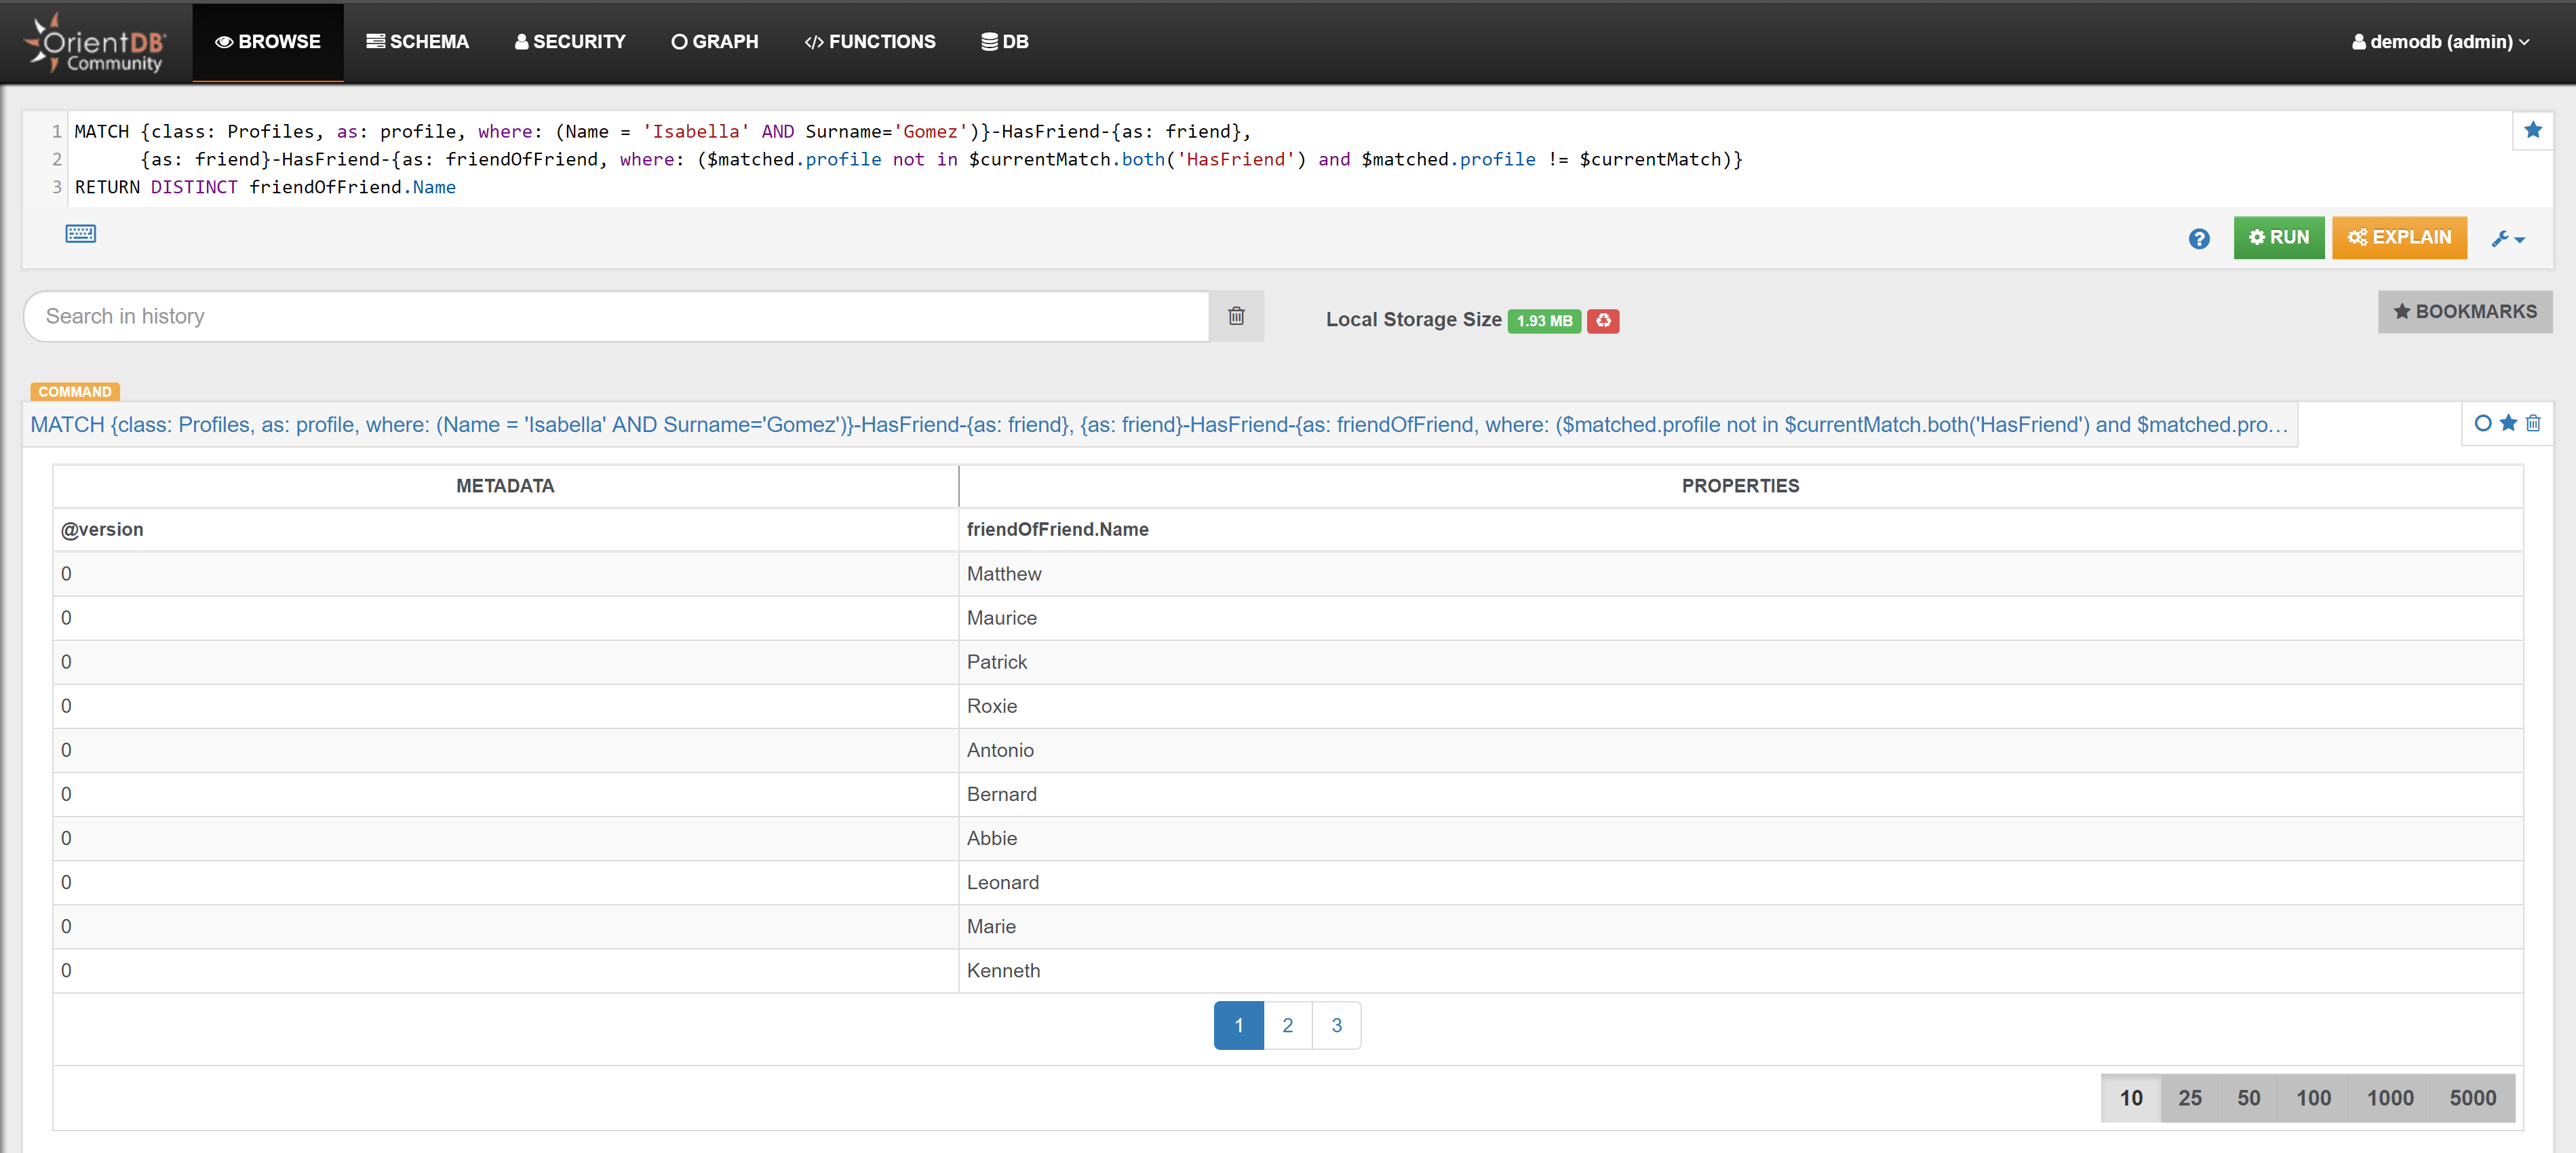 OrientDB
Community
BROWSE
SCHEMA
SECURITY
GRAPH
</> FUNCTIONS
DB
demodb (admin)
1 MATCH {class: Profiles, as: profile, where: (Name = 'Isabella' AND Surname='Gomez')}-HasFriend-{as: friend},
2 {as: friend}-HasFriend-{as: friendOfFriend, where: ($matched.profile not in $currentMatch.both('HasFriend') and $matched.profile != $currentMatch)}
3 RETURN DISTINCT friendOfFriend.Name
?
RUN
EXPLAIN
Search in history
Local Storage Size 1.93 MB
BOOKMARKS
COMMAND
MATCH {class: Profiles, as: profile, where: (Name = 'Isabella' AND Surname='Gomez')}-HasFriend-{as: friend}, {as: friend}-HasFriend-{as: friendOfFriend, where: ($matched.profile not in $currentMatch.both('HasFriend') and $matched.pro...
METADATA PROPERTIES
@version friendOfFriend.Name
0 Matthew
0 Maurice
0 Patrick
0 Roxie
0 Antonio
0 Bernard
0 Abbie
0 Leonard
0 Marie
0 Kenneth
1 2 3
10 25 50 100 1000 5000